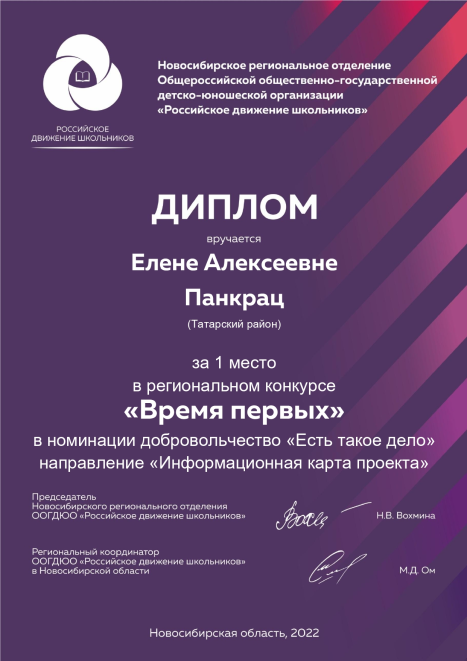 Новосибирское региональное отделение
Общероссийской общественно-государственной
детско-юношеской организации
«Российское движение школьников»
РОССИЙСКОЕ
ДВИЖЕНИЕ ШКОЛЬНИКОВ
ДИПЛОМ
вручается
Елене Алексеевне
Панкрац
(Татарский район)
за 1 место
в региональном конкурсе
«Время первых»
в номинации добровольчество «Есть такое дело»
направление «Информационная карта проекта»
Председатель
Новосибирского регионального отделения
ООГДЮО «Российское движение школьников»
Н.В. Вохмина
Региональный координатор
ООГДЮО «Российское движение школьников»
в Новосибирской области
М.Д. Ом
Новосибирская область, 2022